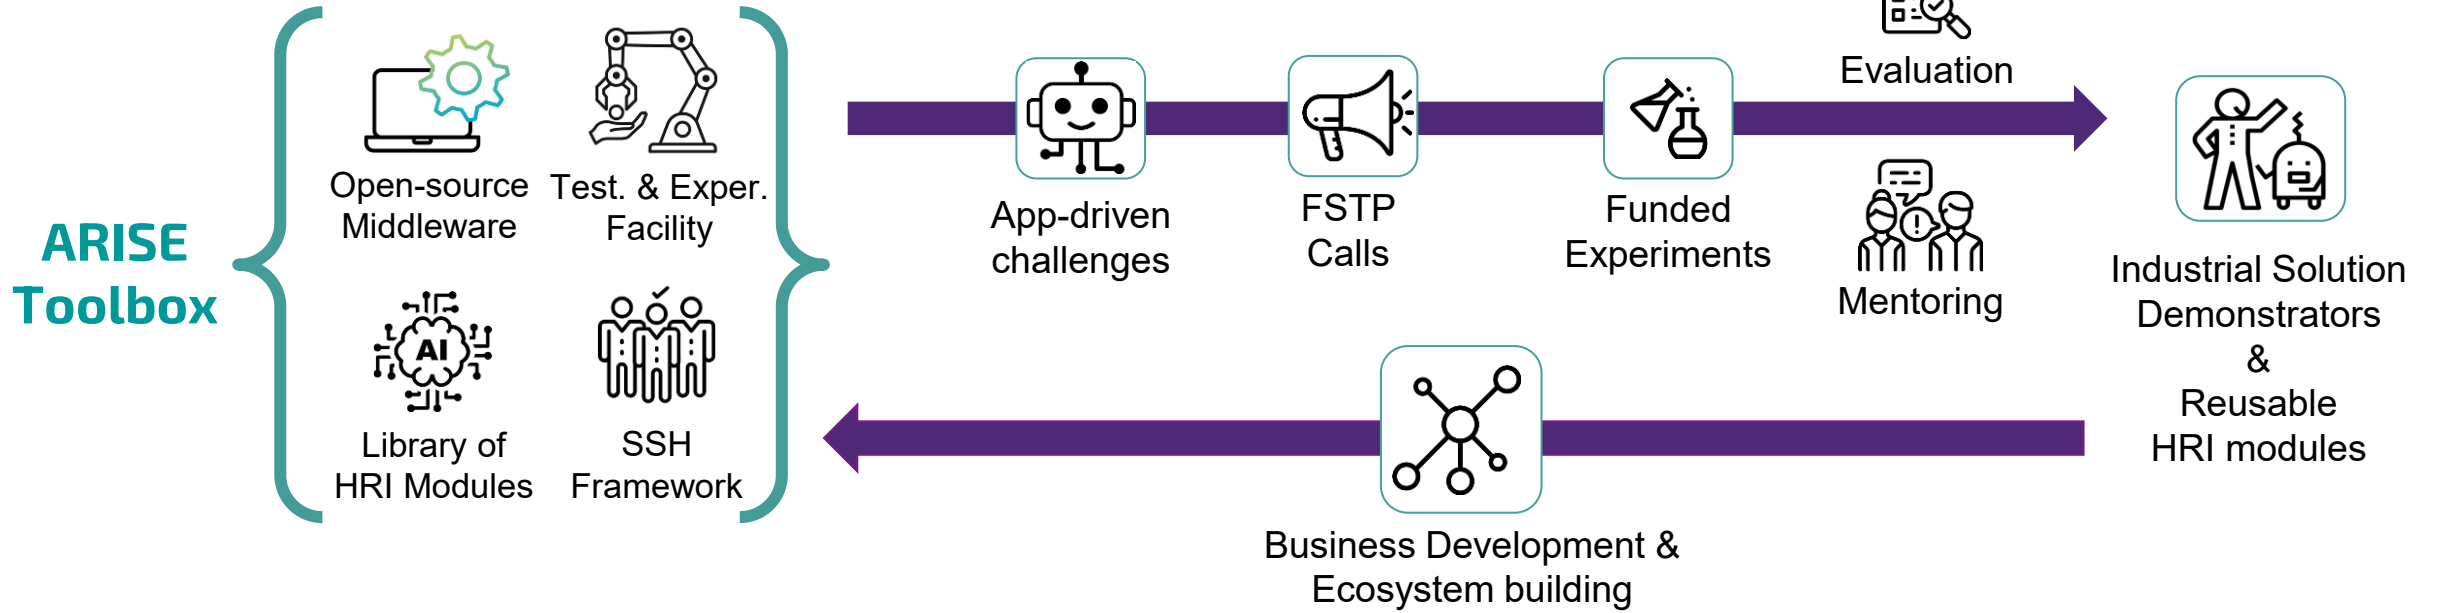 ARISE
Toolbox
Open-source
Middleware
Test. & Exper.
Facility
AI
Library of
HRI Modules
SSH
Framework
App-driven
challenges
FSTP
Calls
Funded
Experiments
Evaluation
Mentoring
Industrial Solution
Demonstrators
&
Reusable
HRI modules
Business Development &
Ecosystem building